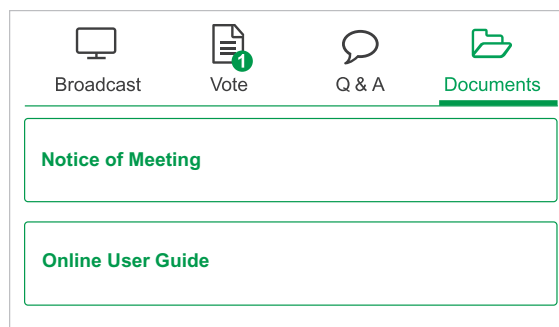 1
Broadcast Vote Q & A Documents
Notice of Meeting
Online User Guide